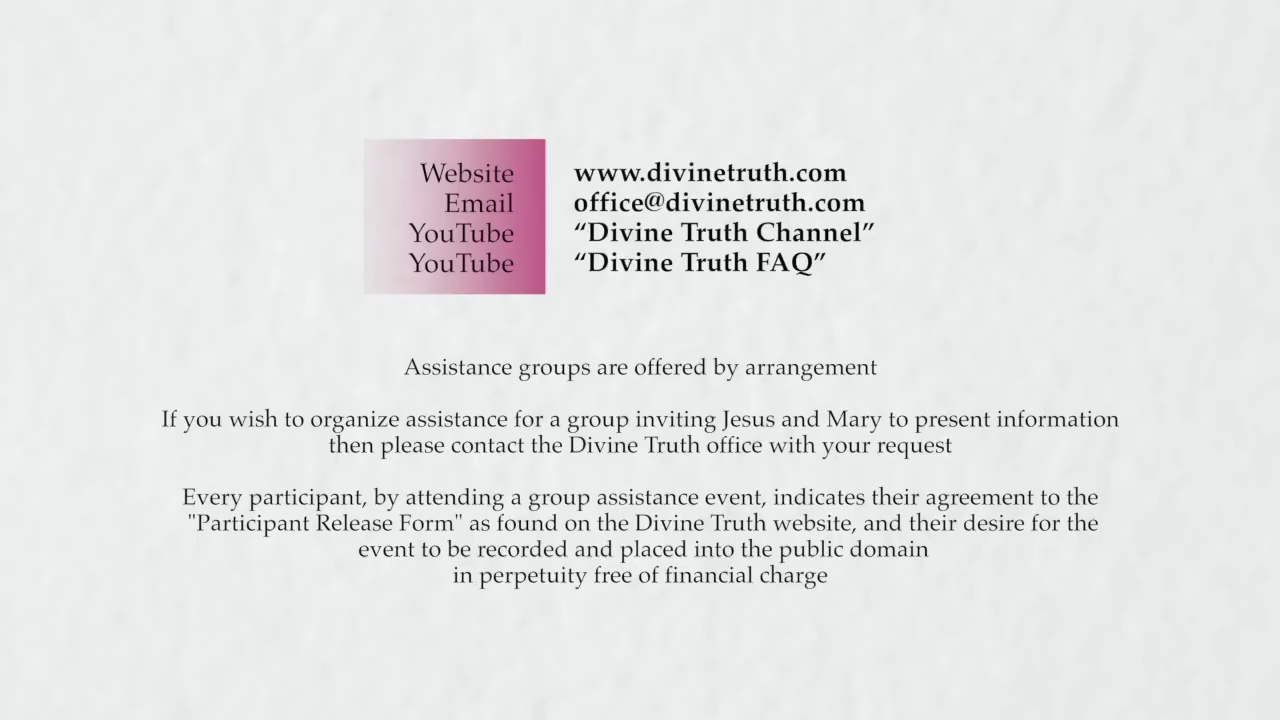 Website www.divinetruth.com
Email office@divinetruth.com
YouTube “Divine Truth Channel”
YouTube “Divine Truth FAQ”
Assistance groups are offered by arrangement
If you wish to organize assistance for a group inviting Jesus and Mary to present information
then please contact the Divine Truth office with your request
Every participant, by attending a group assistance event, indicates their agreement to the
"Participant Release Form" as found on the Divine Truth website, and their desire for the
event to be recorded and placed into the public domain
in perpetuity free of financial charge